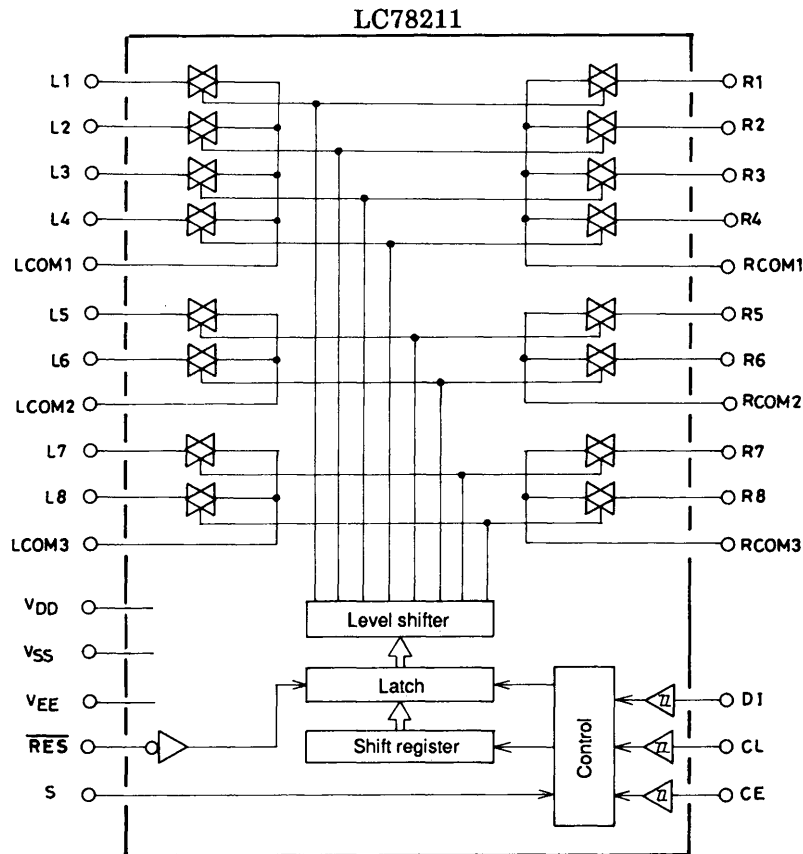 LC78211
L1
R1
L2
R2
L3
R3
L4
R4
LCOM1
RCOM1
L5
R5
L6
R6
LCOM2
RCOM2
L7
R7
L8
R8
LCOM3
RCOM3
VDD
Level shifter
VSS
Latch
VEE
DI
RES
Shift register
Control
CL
S
CE